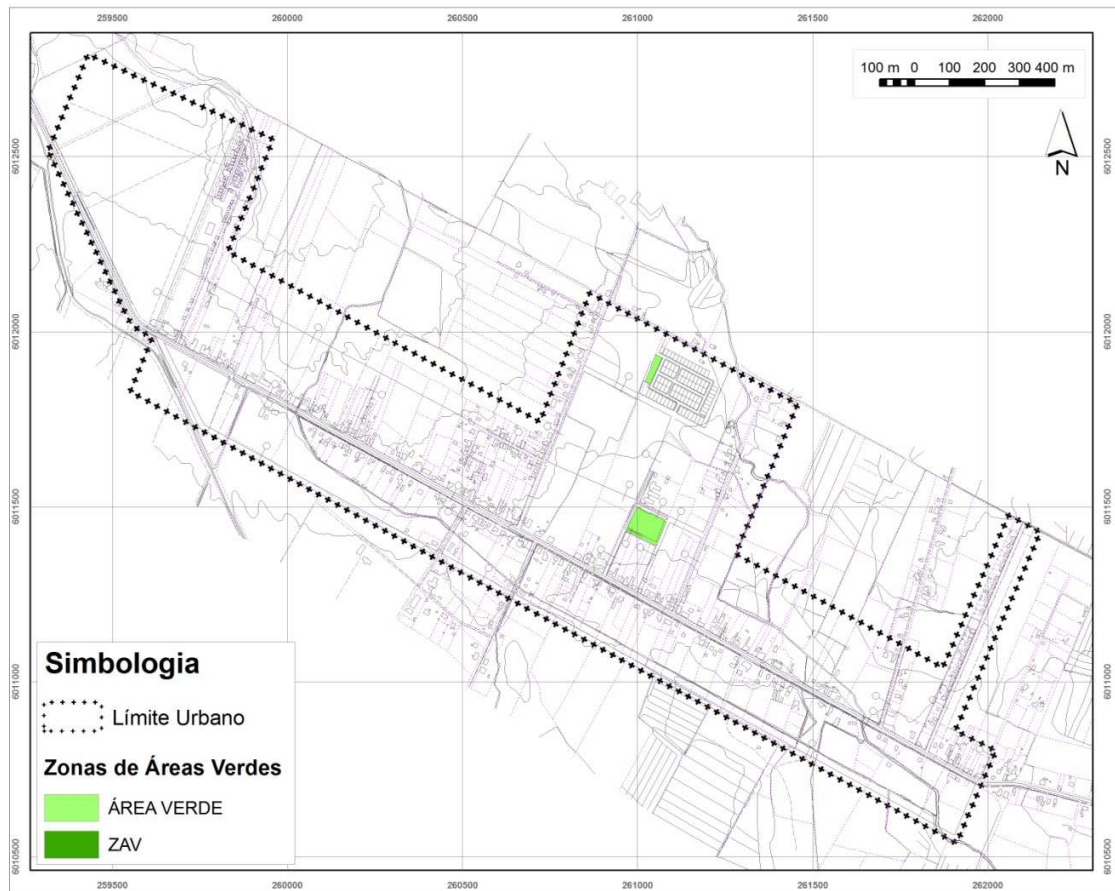 259500 260000 260500 261000 261500 262000
100 m 0 100 200 300 400 m
N
6012500 6012500
6012000 6012000
6011500 6011500
6011000 6011000
6010500 6010500
Simbologia
Límite Urbano
Zonas de Áreas Verdes
ÁREA VERDE
ZAV
259500 260000 260500 261000 261500 262000